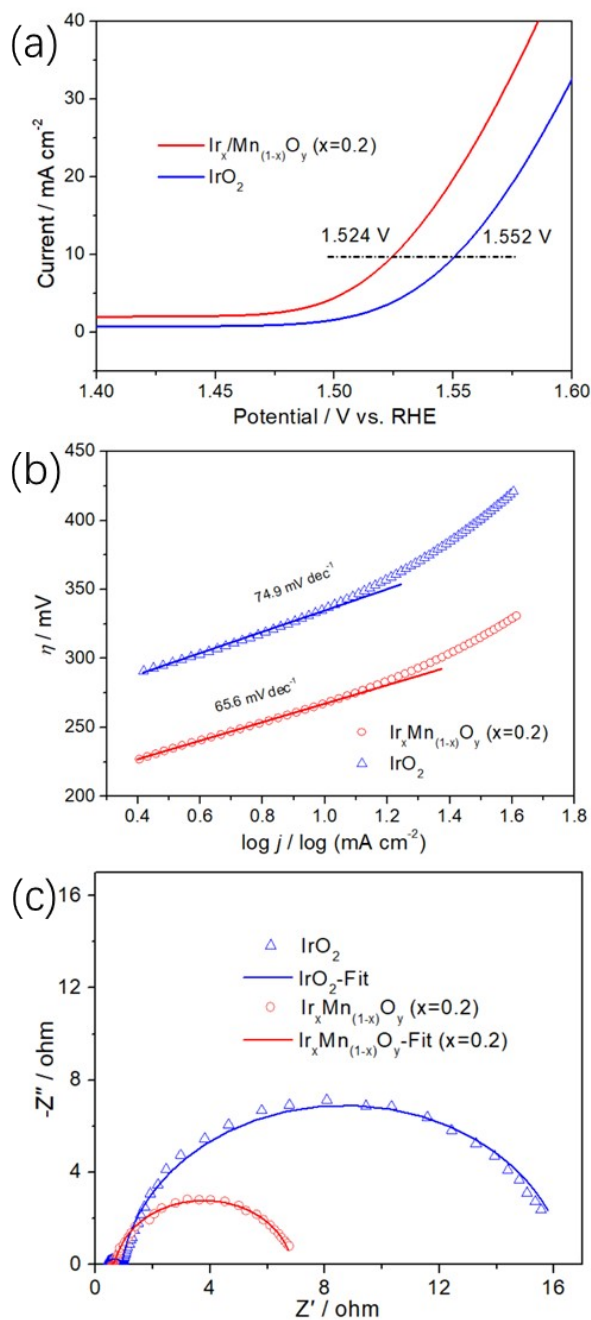 (a)
40
30
20
10
0
Current / mA cm⁻²
Irₓ/Mn₍₁₋ₓ₎Oᵧ (x=0.2)
IrO₂
1.524 V
1.552 V
1.40 1.45 1.50 1.55 1.60
Potential / V vs. RHE
(b)
450
400
350
300
250
200
η / mV
74.9 mV dec⁻¹
65.6 mV dec⁻¹
IrₓMn₍₁₋ₓ₎Oᵧ (x=0.2)
IrO₂
0.4 0.6 0.8 1.0 1.2 1.4 1.6 1.8
log j / log (mA cm⁻²)
(c)
16
12
8
4
0
-Z″ / ohm
IrO₂
IrO₂-Fit
IrₓMn₍₁₋ₓ₎Oᵧ (x=0.2)
IrₓMn₍₁₋ₓ₎Oᵧ-Fit (x=0.2)
0 4 8 12 16
Z′ / ohm